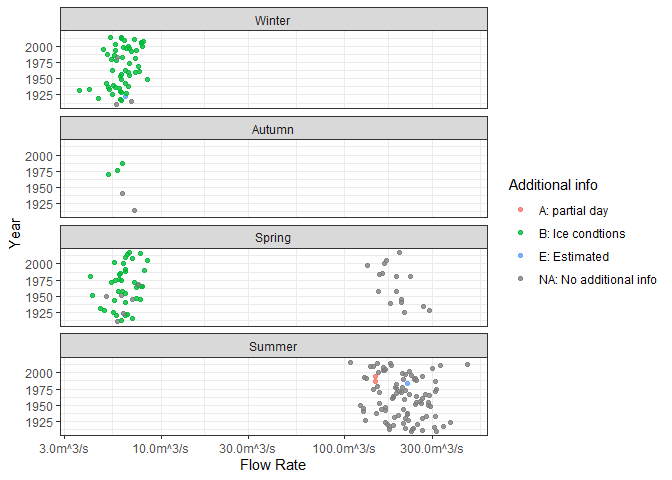 Winter
2000
1975
1950
1925
Autumn
2000
1975
1950
1925
Spring
2000
1975
1950
1925
Summer
2000
1975
1950
1925
Year
3.0m^3/s 10.0m^3/s 30.0m^3/s 100.0m^3/s 300.0m^3/s
Flow Rate
Additional info
A: partial day
B: Ice condtions
E: Estimated
NA: No additional info